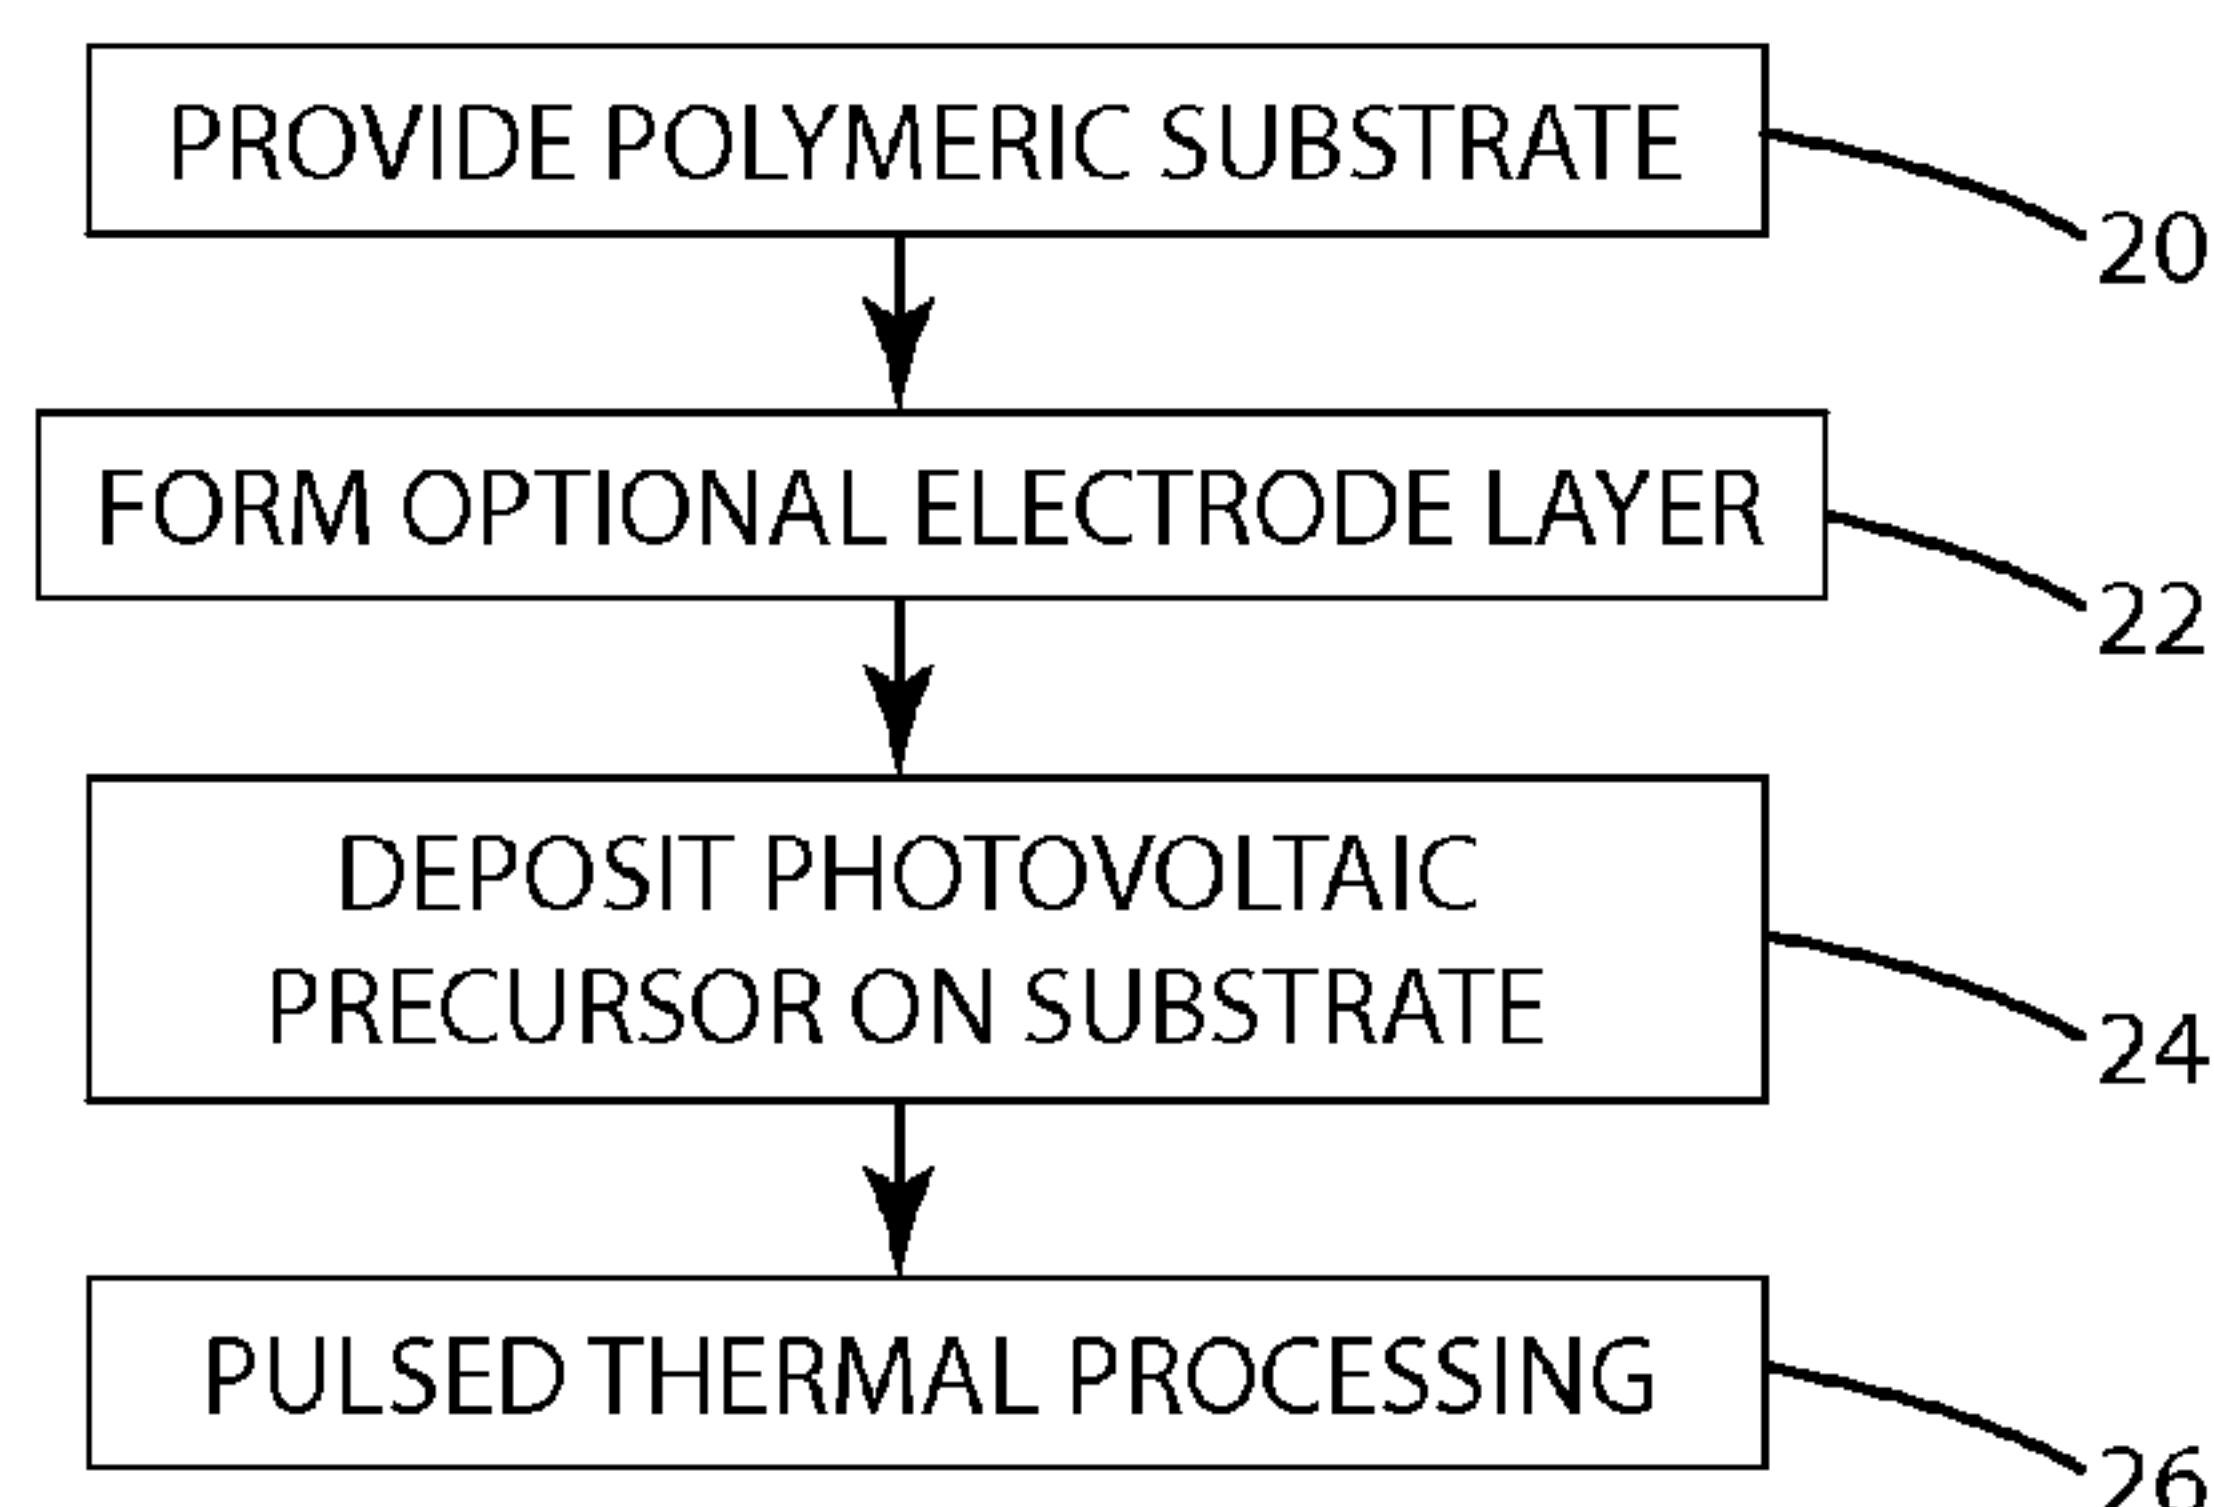 PROVIDE POLYMERIC SUBSTRATE
20
FORM OPTIONAL ELECTRODE LAYER
22
DEPOSIT PHOTOVOLTAIC
PRECURSOR ON SUBSTRATE
24
PULSED THERMAL PROCESSING
26